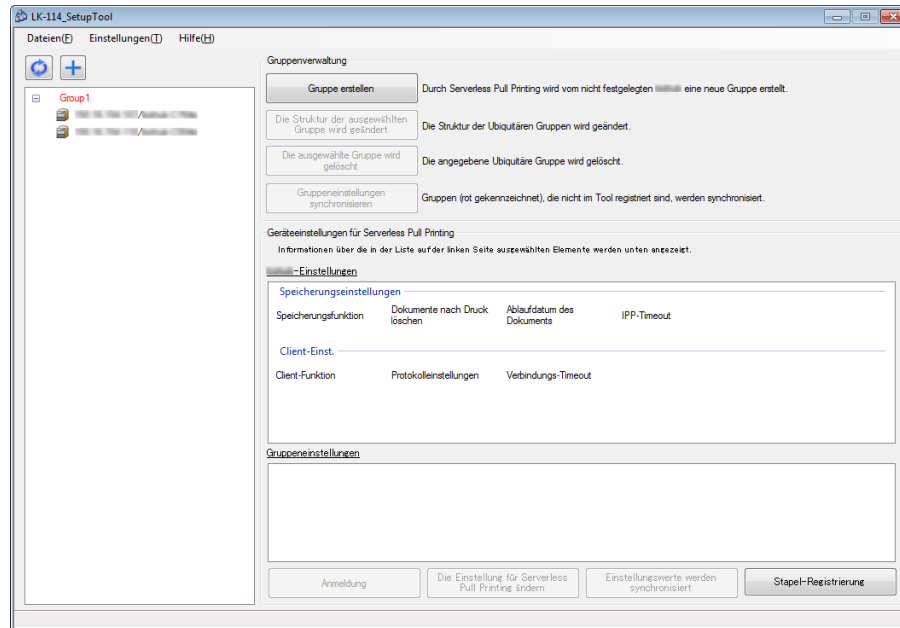 LK-114_SetupTool
Dateien(F) Einstellungen(T) Hilfe(H)
Group1
Gruppenverwaltung
Gruppe erstellen
Durch Serverless Pull Printing wird vom nicht festgelegten eine neue Gruppe erstellt.
Die Struktur der ausgewählten
Gruppe wird geändert
Die Struktur der Ubiquitären Gruppen wird geändert.
Die ausgewählte Gruppe wird
gelöscht
Die angegebene Ubiquitäre Gruppe wird gelöscht.
Gruppeneinstellungen
synchronisieren
Gruppen (rot gekennzeichnet), die nicht im Tool registriert sind, werden synchronisiert.
Geräteeinstellungen für Serverless Pull Printing
Informationen über die in der Liste auf der linken Seite ausgewählten Elemente werden unten angezeigt.
-Einstellungen
Speicherungseinstellungen
Speicherungsfunktion
Dokumente nach Druck
löschen
Ablaufdatum des
Dokuments
IPP-Timeout
Client-Einst.
Client-Funktion
Protokolleinstellungen
Verbindungs-Timeout
Gruppeneinstellungen
Anmeldung
Die Einstellung für Serverless
Pull Printing ändern
Einstellungswerte werden
synchronisiert
Stapel-Registrierung